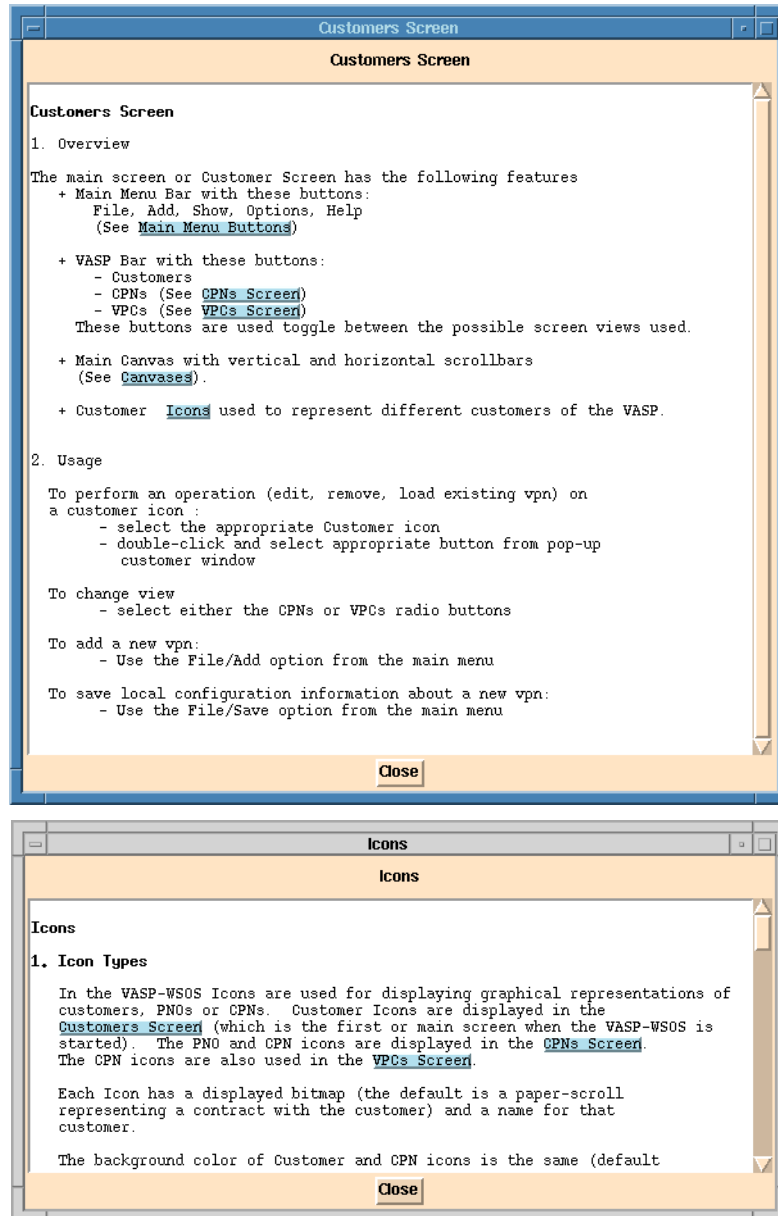 Customers Screen
Customers Screen
Customers Screen
1. Overview
The main screen or Customer Screen has the following features
+ Main Menu Bar with these buttons:
File, Add, Show, Options, Help
(See Main Menu Buttons)
+ VASP Bar with these buttons:
- Customers
- CPNs (See CPNs Screen)
- VPCs (See VPCs Screen)
These buttons are used toggle between the possible screen views used.
+ Main Canvas with vertical and horizontal scrollbars
(See Canvases).
+ Customer Icons used to represent different customers of the VASP.
2. Usage
To perform an operation (edit, remove, load existing vpn) on
a customer icon :
- select the appropriate Customer icon
- double-click and select appropriate button from pop-up
customer window
To change view
- select either the CPNs or VPCs radio buttons
To add a new vpn:
- Use the File/Add option from the main menu
To save local configuration information about a new vpn:
- Use the File/Save option from the main menu
Close
Icons
Icons
Icons
1. Icon Types
In the VASP-WSOS Icons are used for displaying graphical representations of
customers, PNOs or CPNs. Customer Icons are displayed in the
Customers Screen (which is the first or main screen when the VASP-WSOS is
started). The PNO and CPN icons are displayed in the CPNs Screen.
The CPN icons are also used in the VPCs Screen.
Each Icon has a displayed bitmap (the default is a paper-scroll
representing a contract with the customer) and a name for that
customer.
The background color of Customer and CPN icons is the same (default
Close